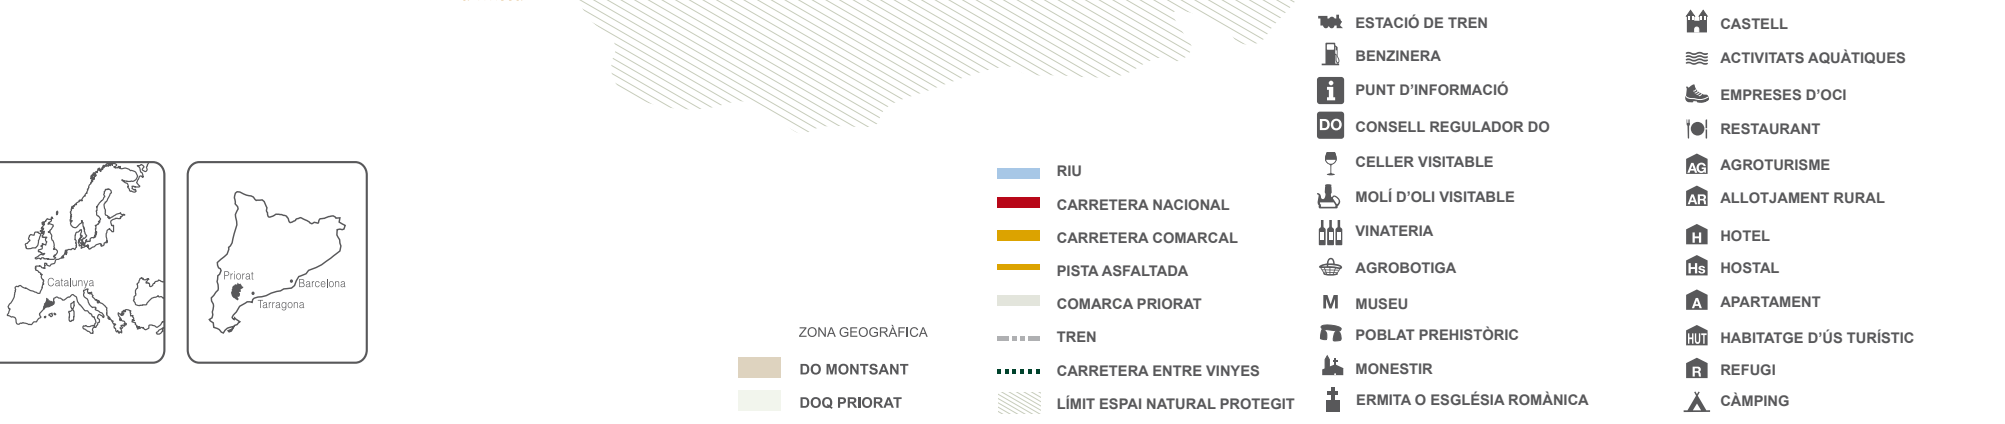 Catalunya
Priorat
Barcelona
Tarragona
ZONA GEOGRÀFICA
DO MONTSANT
DOQ PRIORAT
RIU
CARRETERA NACIONAL
CARRETERA COMARCAL
PISTA ASFALTADA
COMARCA PRIORAT
TREN
CARRETERA ENTRE VINYES
LÍMIT ESPAI NATURAL PROTEGIT
ESTACIÓ DE TREN
BENZINERA
i PUNT D'INFORMACIÓ
DO CONSELL REGULADOR DO
CELLER VISITABLE
MOLÍ D'OLI VISITABLE
VINATERIA
AGROBOTIGA
M MUSEU
POBLAT PREHISTÒRIC
MONESTIR
ERMITA O ESGLÉSIA ROMÀNICA
CASTELL
ACTIVITATS AQUÀTIQUES
EMPRESES D'OCI
RESTAURANT
AG AGROTURISME
AR ALLOTJAMENT RURAL
H HOTEL
Hs HOSTAL
A APARTAMENT
HUT HABITATGE D'ÚS TURÍSTIC
R REFUGI
CÀMPING